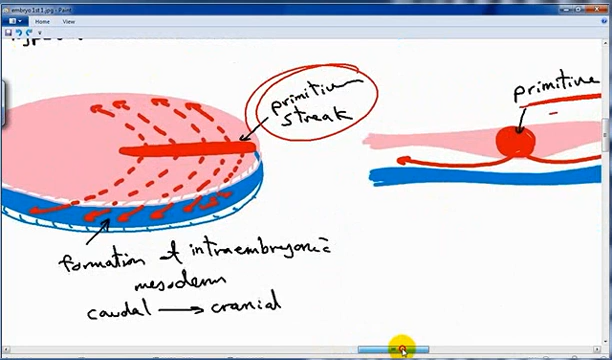 embryo 1st 1.jpg - Paint
Home View
primitive
streak
formation of intraembryonic
mesoderm
caudal → cranial
primitive